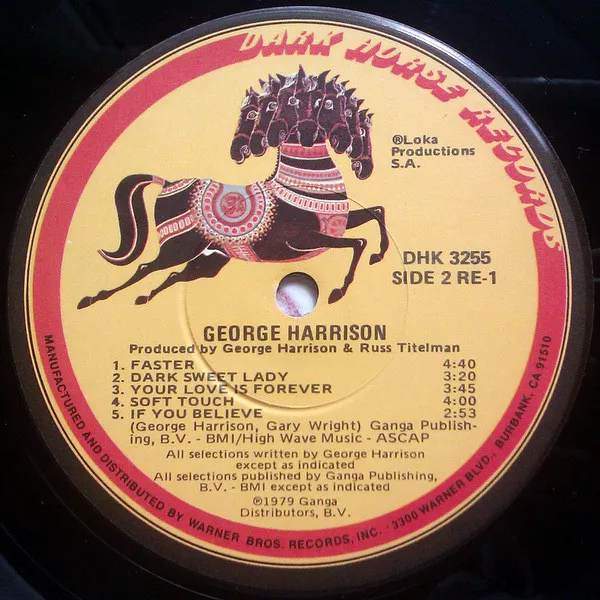 DARK HORSE RECORDS
℗Loka
Productions
S.A.
DHK 3255
SIDE 2 RE-1
GEORGE HARRISON
Produced by George Harrison & Russ Titelman
1. FASTER 4:40
2. DARK SWEET LADY 3:20
3. YOUR LOVE IS FOREVER 3:45
4. SOFT TOUCH 4:00
5. IF YOU BELIEVE 2:53
(George Harrison, Gary Wright) Ganga Publish-
ing, B.V. - BMI/High Wave Music - ASCAP
All selections written by George Harrison
except as indicated
All selections published by Ganga Publishing,
B.V. - BMI except as indicated
℗1979 Ganga
Distributors, B.V.
MANUFACTURED AND DISTRIBUTED BY WARNER BROS. RECORDS, INC. · 3300 WARNER BLVD., BURBANK, CA 91510